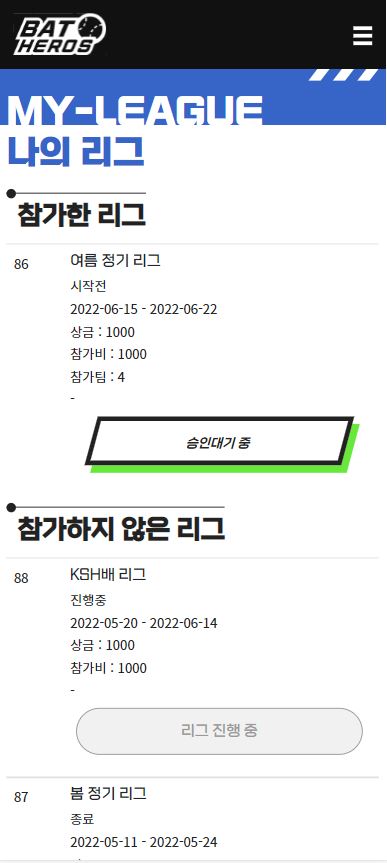 BAT
HEROS
MY-LEAGUE
나의 리그
참가한 리그
86
여름 정기 리그
시작전
2022-06-15 - 2022-06-22
상금 : 1000
참가비 : 1000
참가팀 : 4
-
승인대기 중
참가하지 않은 리그
88
KSH배 리그
진행중
2022-05-20 - 2022-06-14
상금 : 1000
참가비 : 1000
-
리그 진행 중
87
봄 정기 리그
종료
2022-05-11 - 2022-05-24